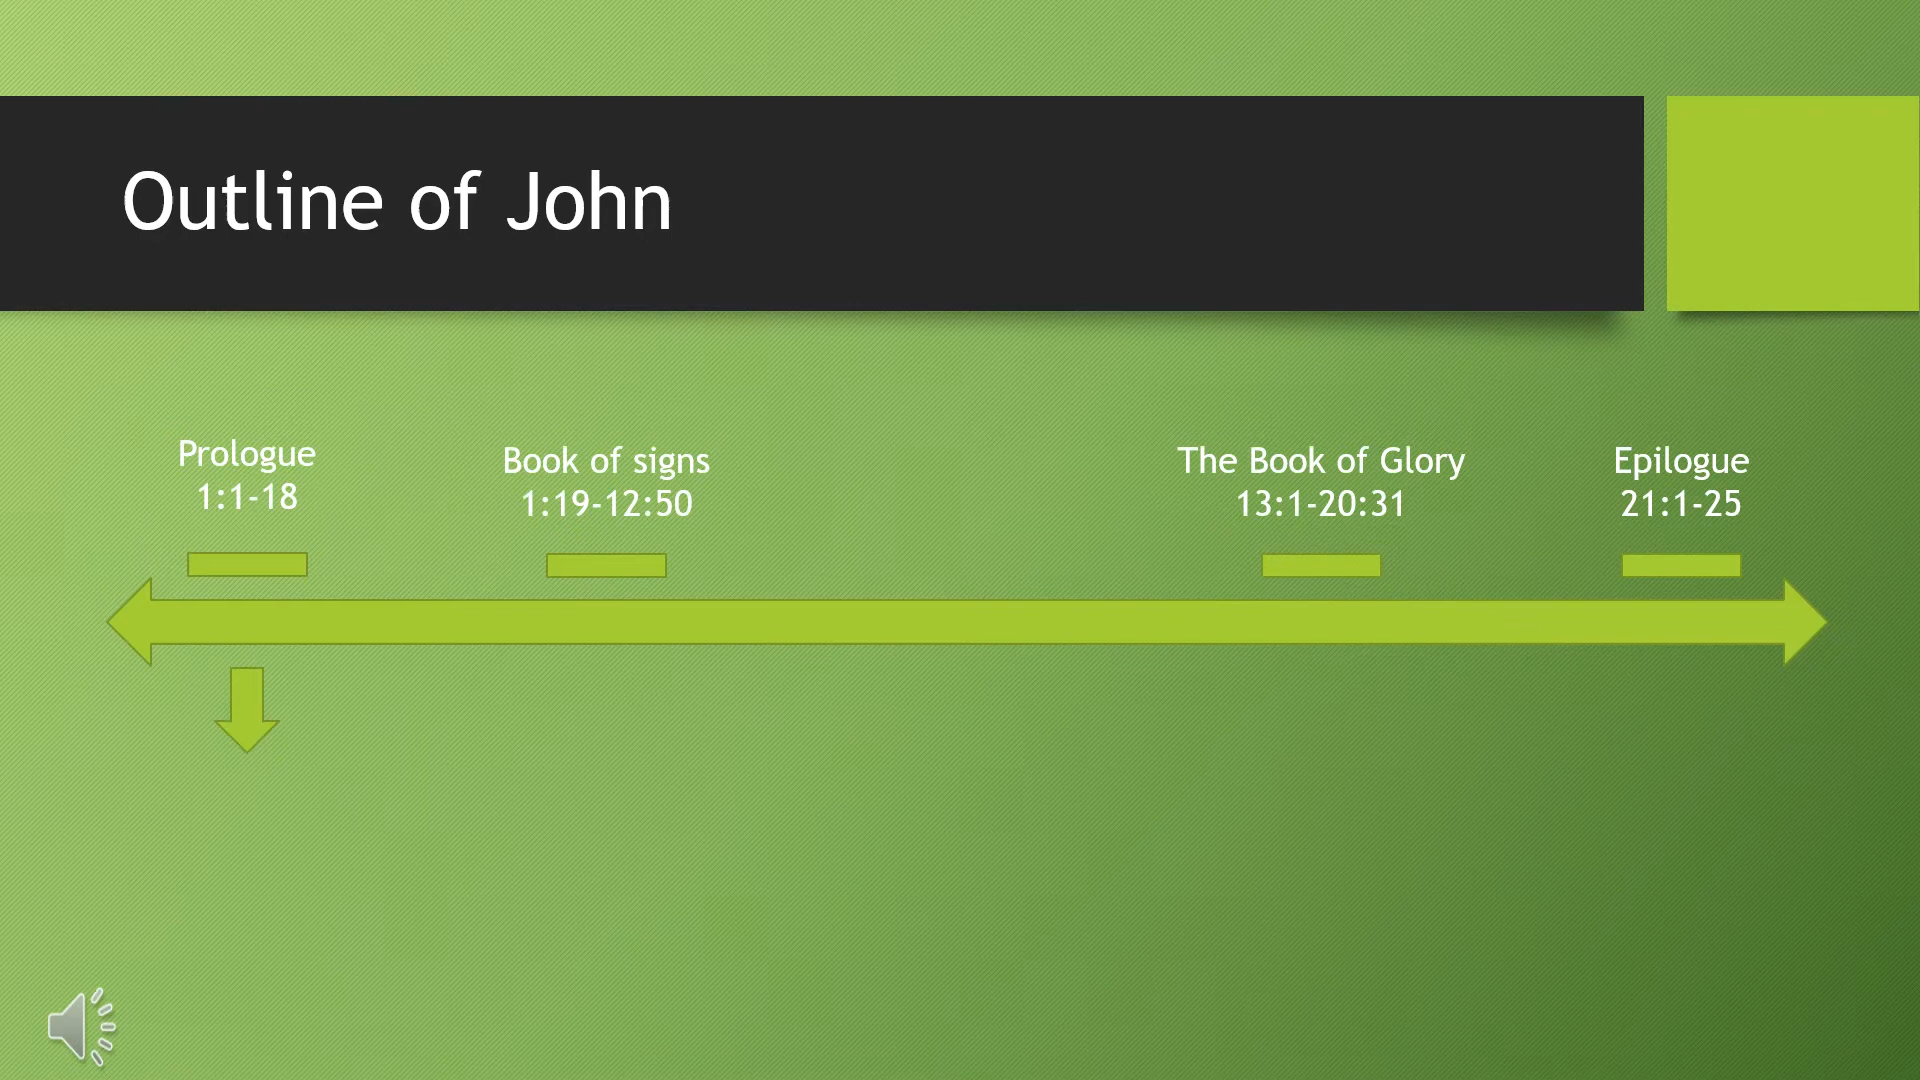 Outline of John
Prologue
1:1-18
Book of signs
1:19-12:50
The Book of Glory
13:1-20:31
Epilogue
21:1-25